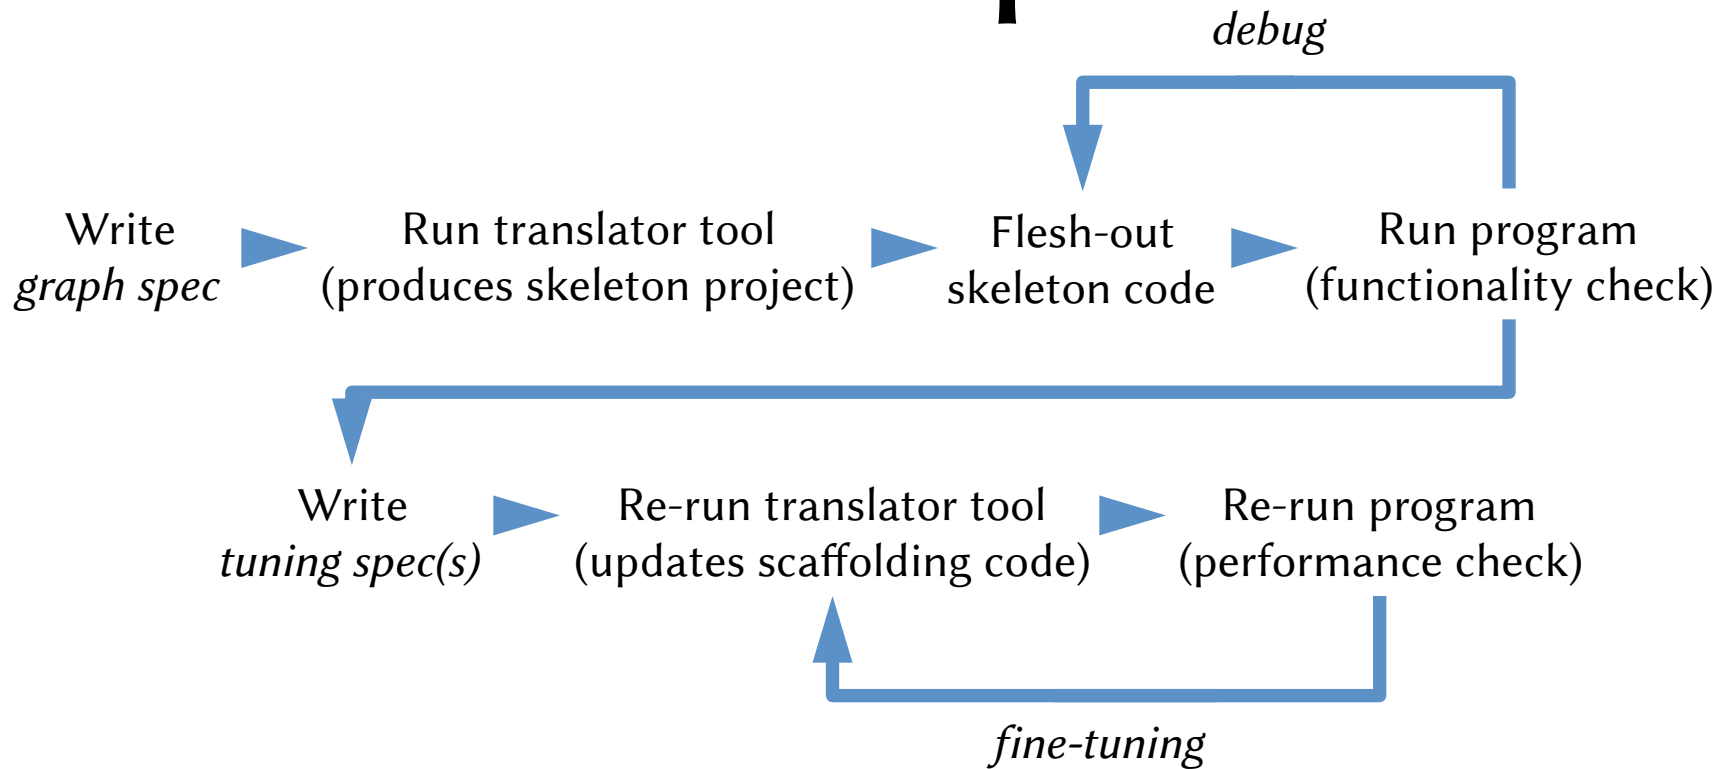 debug
Write
graph spec
Run translator tool
(produces skeleton project)
Flesh-out
skeleton code
Run program
(functionality check)
Write
tuning spec(s)
Re-run translator tool
(updates scaffolding code)
Re-run program
(performance check)
fine-tuning